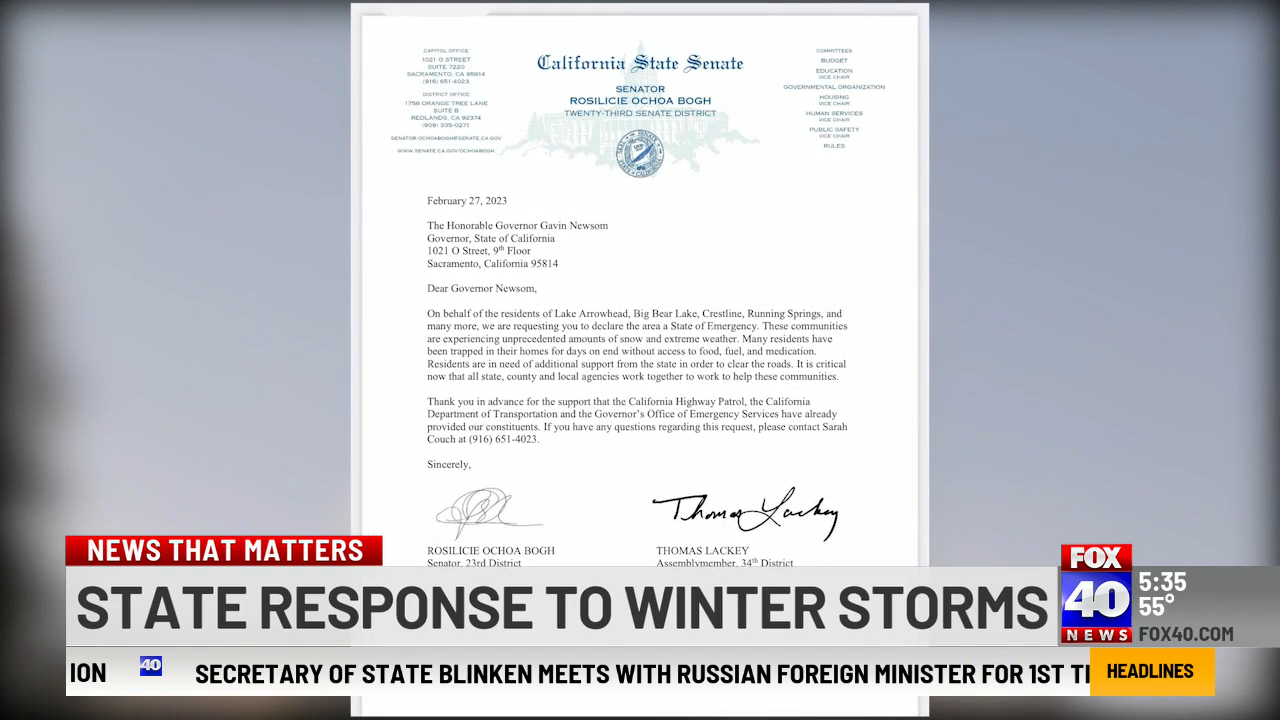 CAPITOL OFFICE
1021 O STREET
SUITE 7220
SACRAMENTO, CA 95814
(916) 651-4023
DISTRICT OFFICE
1758 ORANGE TREE LANE
SUITE B
REDLANDS, CA 92374
(909) 335-0271
SENATOR.OCHOABOGH@SENATE.CA.GOV
WWW.SENATE.CA.GOV/OCHOABOGH
California State Senate
SENATOR
ROSILICIE OCHOA BOGH
TWENTY-THIRD SENATE DISTRICT
COMMITTEES
BUDGET
EDUCATION
VICE CHAIR
GOVERNMENTAL ORGANIZATION
HOUSING
VICE CHAIR
HUMAN SERVICES
VICE CHAIR
PUBLIC SAFETY
VICE CHAIR
RULES
February 27, 2023
The Honorable Governor Gavin Newsom
Governor, State of California
1021 O Street, 9th Floor
Sacramento, California 95814
Dear Governor Newsom,
On behalf of the residents of Lake Arrowhead, Big Bear Lake, Crestline, Running Springs, and
many more, we are requesting you to declare the area a State of Emergency. These communities
are experiencing unprecedented amounts of snow and extreme weather. Many residents have
been trapped in their homes for days on end without access to food, fuel, and medication.
Residents are in need of additional support from the state in order to clear the roads. It is critical
now that all state, county and local agencies work together to work to help these communities.
Thank you in advance for the support that the California Highway Patrol, the California
Department of Transportation and the Governor's Office of Emergency Services have already
provided our constituents. If you have any questions regarding this request, please contact Sarah
Couch at (916) 651-4023.
Sincerely,
Thomas Lackey
ROSILICIE OCHOA BOGH
Senator, 23rd District
THOMAS LACKEY
Assemblymember, 34th District
NEWS THAT MATTERS
STATE RESPONSE TO WINTER STORMS
FOX
40
NEWS
5:35
55°
FOX40.COM
ION
40
SECRETARY OF STATE BLINKEN MEETS WITH RUSSIAN FOREIGN MINISTER FOR 1ST TI
HEADLINES